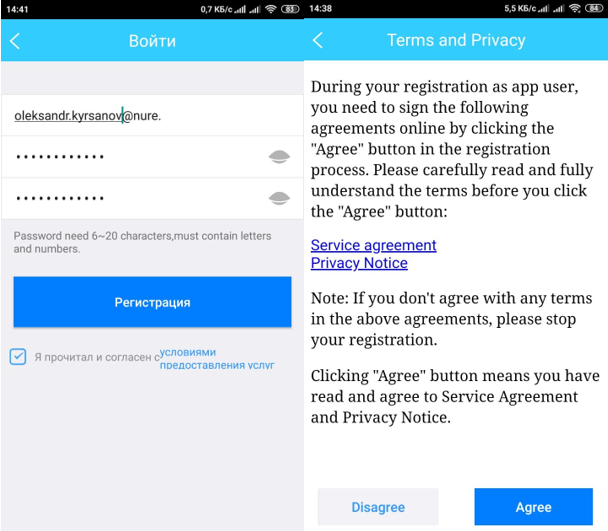 14:41
0,7 КБ/с
83
Войти
oleksandr.kyrsanov@nure.
Password need 6~20 characters,must contain letters
and numbers.
Регистрация
Я прочитал и согласен с условиями
предоставления услуг
14:38
5,5 КБ/с
84
Terms and Privacy
During your registration as app user,
you need to sign the following
agreements online by clicking the
"Agree" button in the registration
process. Please carefully read and fully
understand the terms before you click
the "Agree" button:
Service agreement
Privacy Notice
Note: If you don't agree with any terms
in the above agreements, please stop
your registration.
Clicking "Agree" button means you have
read and agree to Service Agreement
and Privacy Notice.
Disagree
Agree